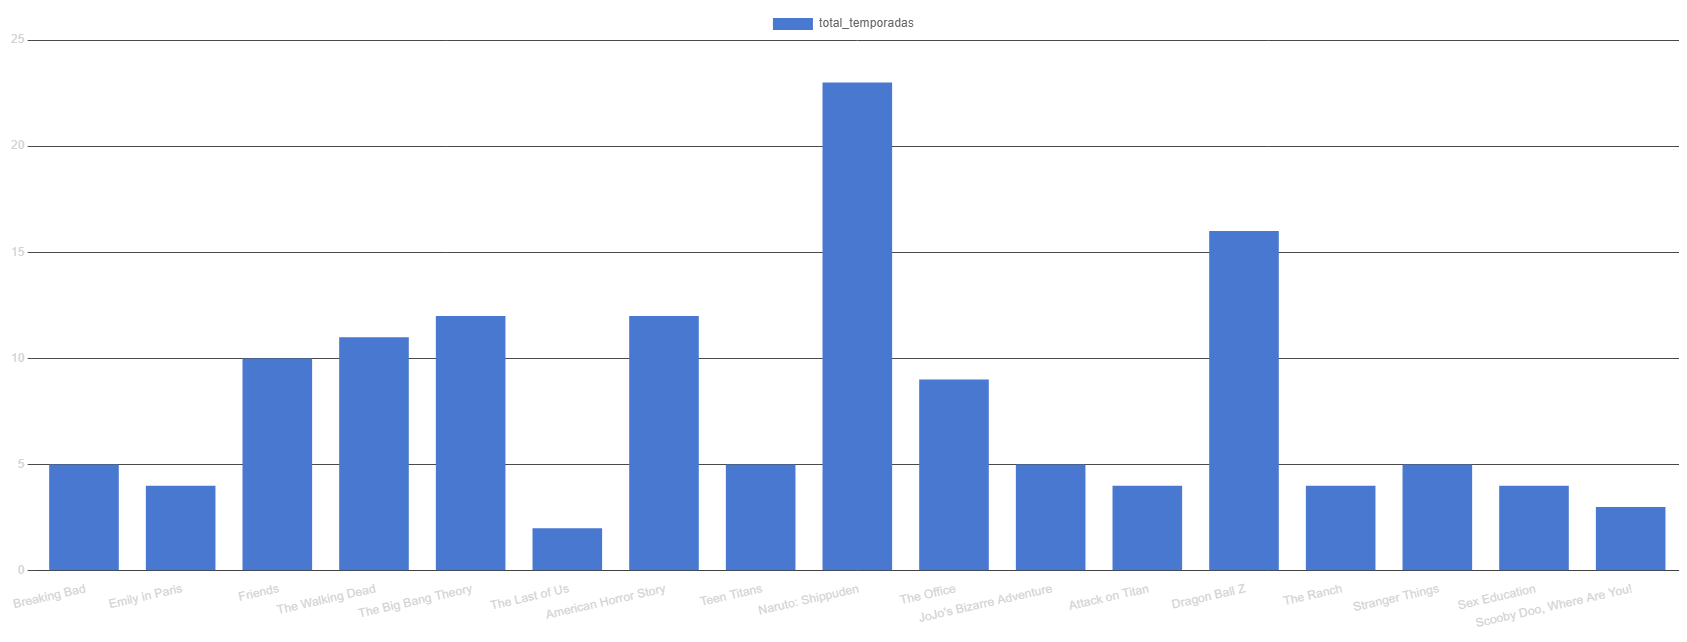 total_temporadas
25
20
15
10
5
0
Breaking Bad
Emily in Paris
Friends
The Walking Dead
The Big Bang Theory
The Last of Us
American Horror Story
Teen Titans
Naruto: Shippuden
The Office
JoJo's Bizarre Adventure
Attack on Titan
Dragon Ball Z
The Ranch
Stranger Things
Sex Education
Scooby Doo, Where Are You!